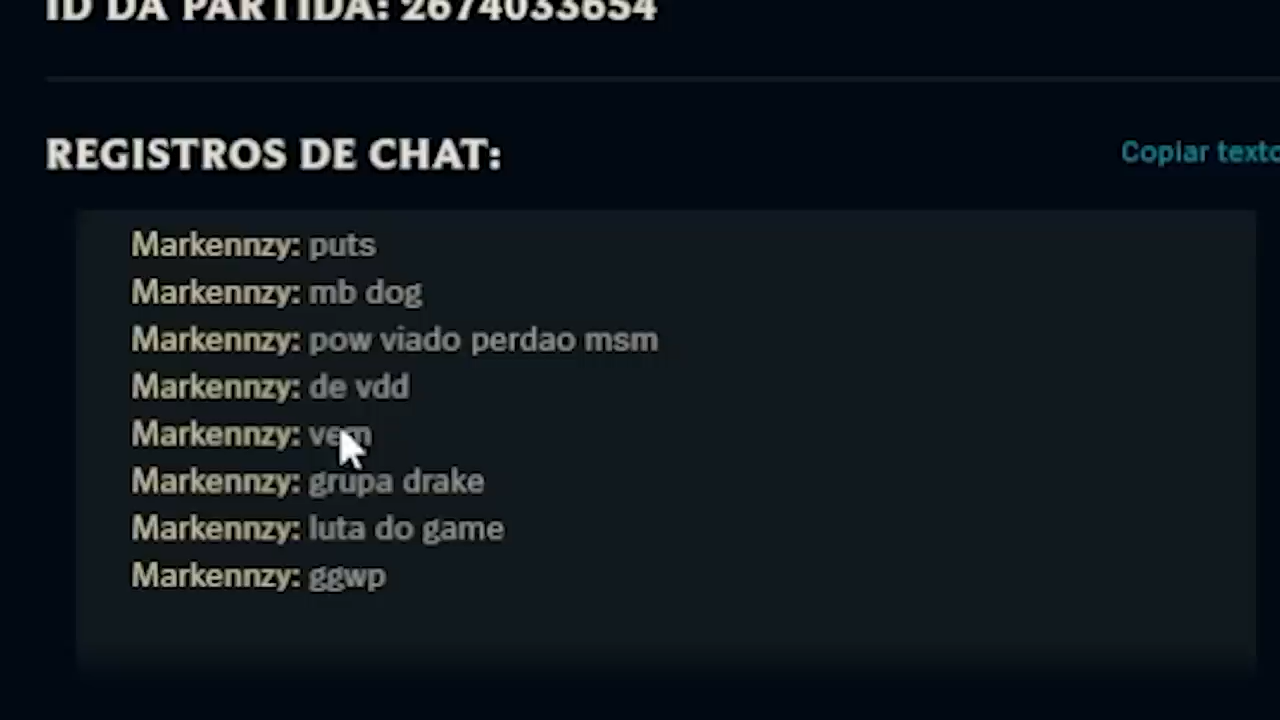 ID DA PARTIDA: 2674033654
REGISTROS DE CHAT:
Copiar texto
Markennzy: puts
Markennzy: mb dog
Markennzy: pow viado perdao msm
Markennzy: de vdd
Markennzy: vem
Markennzy: grupa drake
Markennzy: luta do game
Markennzy: ggwp